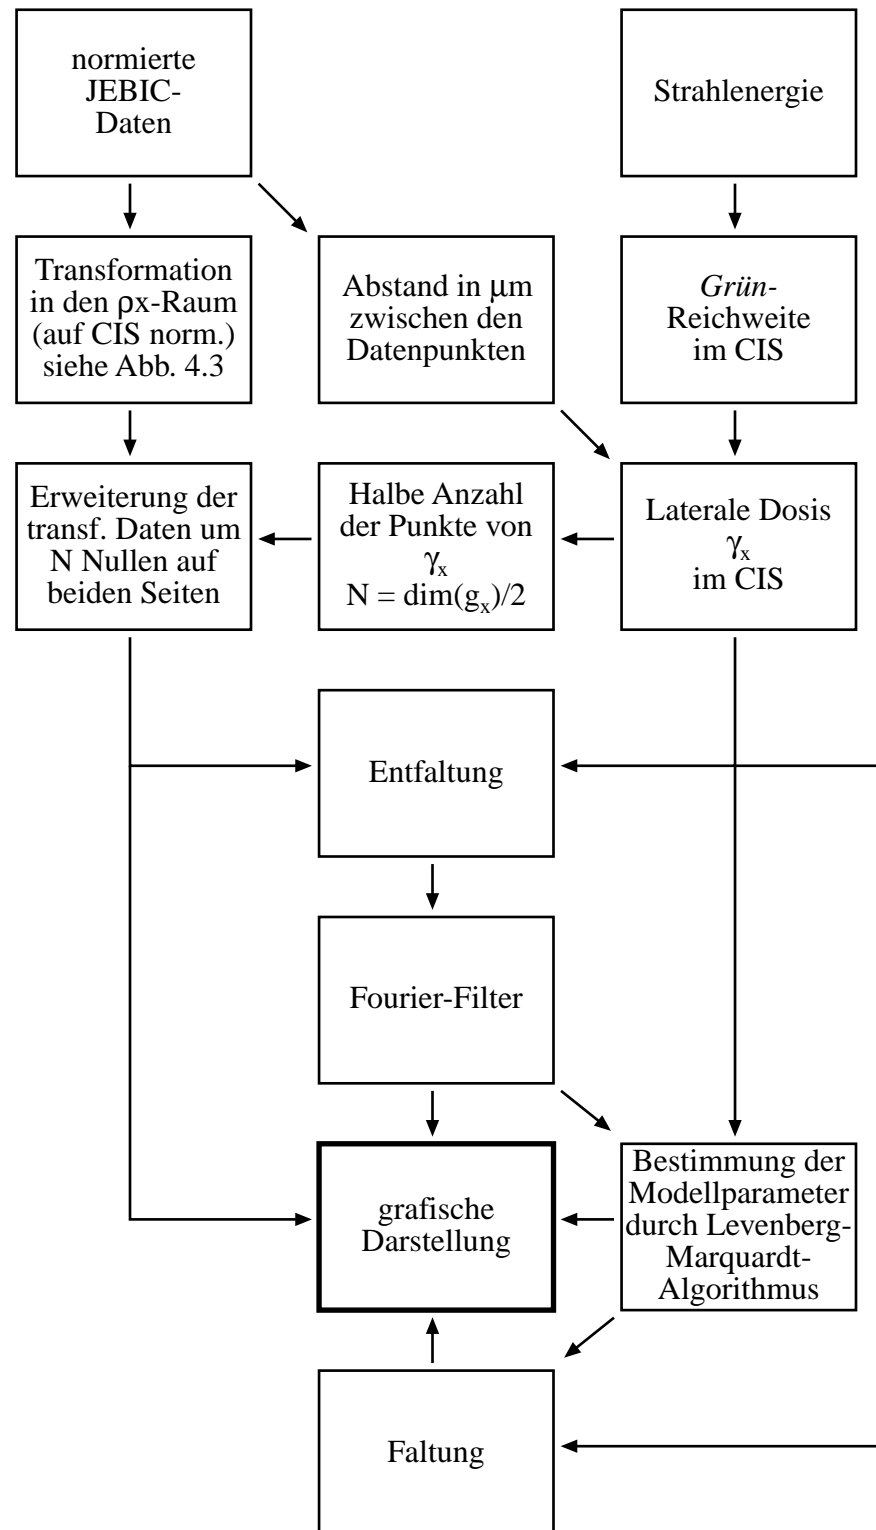 normierte
JEBIC-
Daten
Strahlenergie
Transformation
in den ρx-Raum
(auf CIS norm.)
siehe Abb. 4.3
Abstand in μm
zwischen den
Datenpunkten
Grün-
Reichweite
im CIS
Erweiterung der
transf. Daten um
N Nullen auf
beiden Seiten
Halbe Anzahl
der Punkte von
γx
N = dim(gx)/2
Laterale Dosis
γx
im CIS
Entfaltung
Fourier-Filter
grafische
Darstellung
Bestimmung der
Modellparameter
durch Levenberg-
Marquardt-
Algorithmus
Faltung